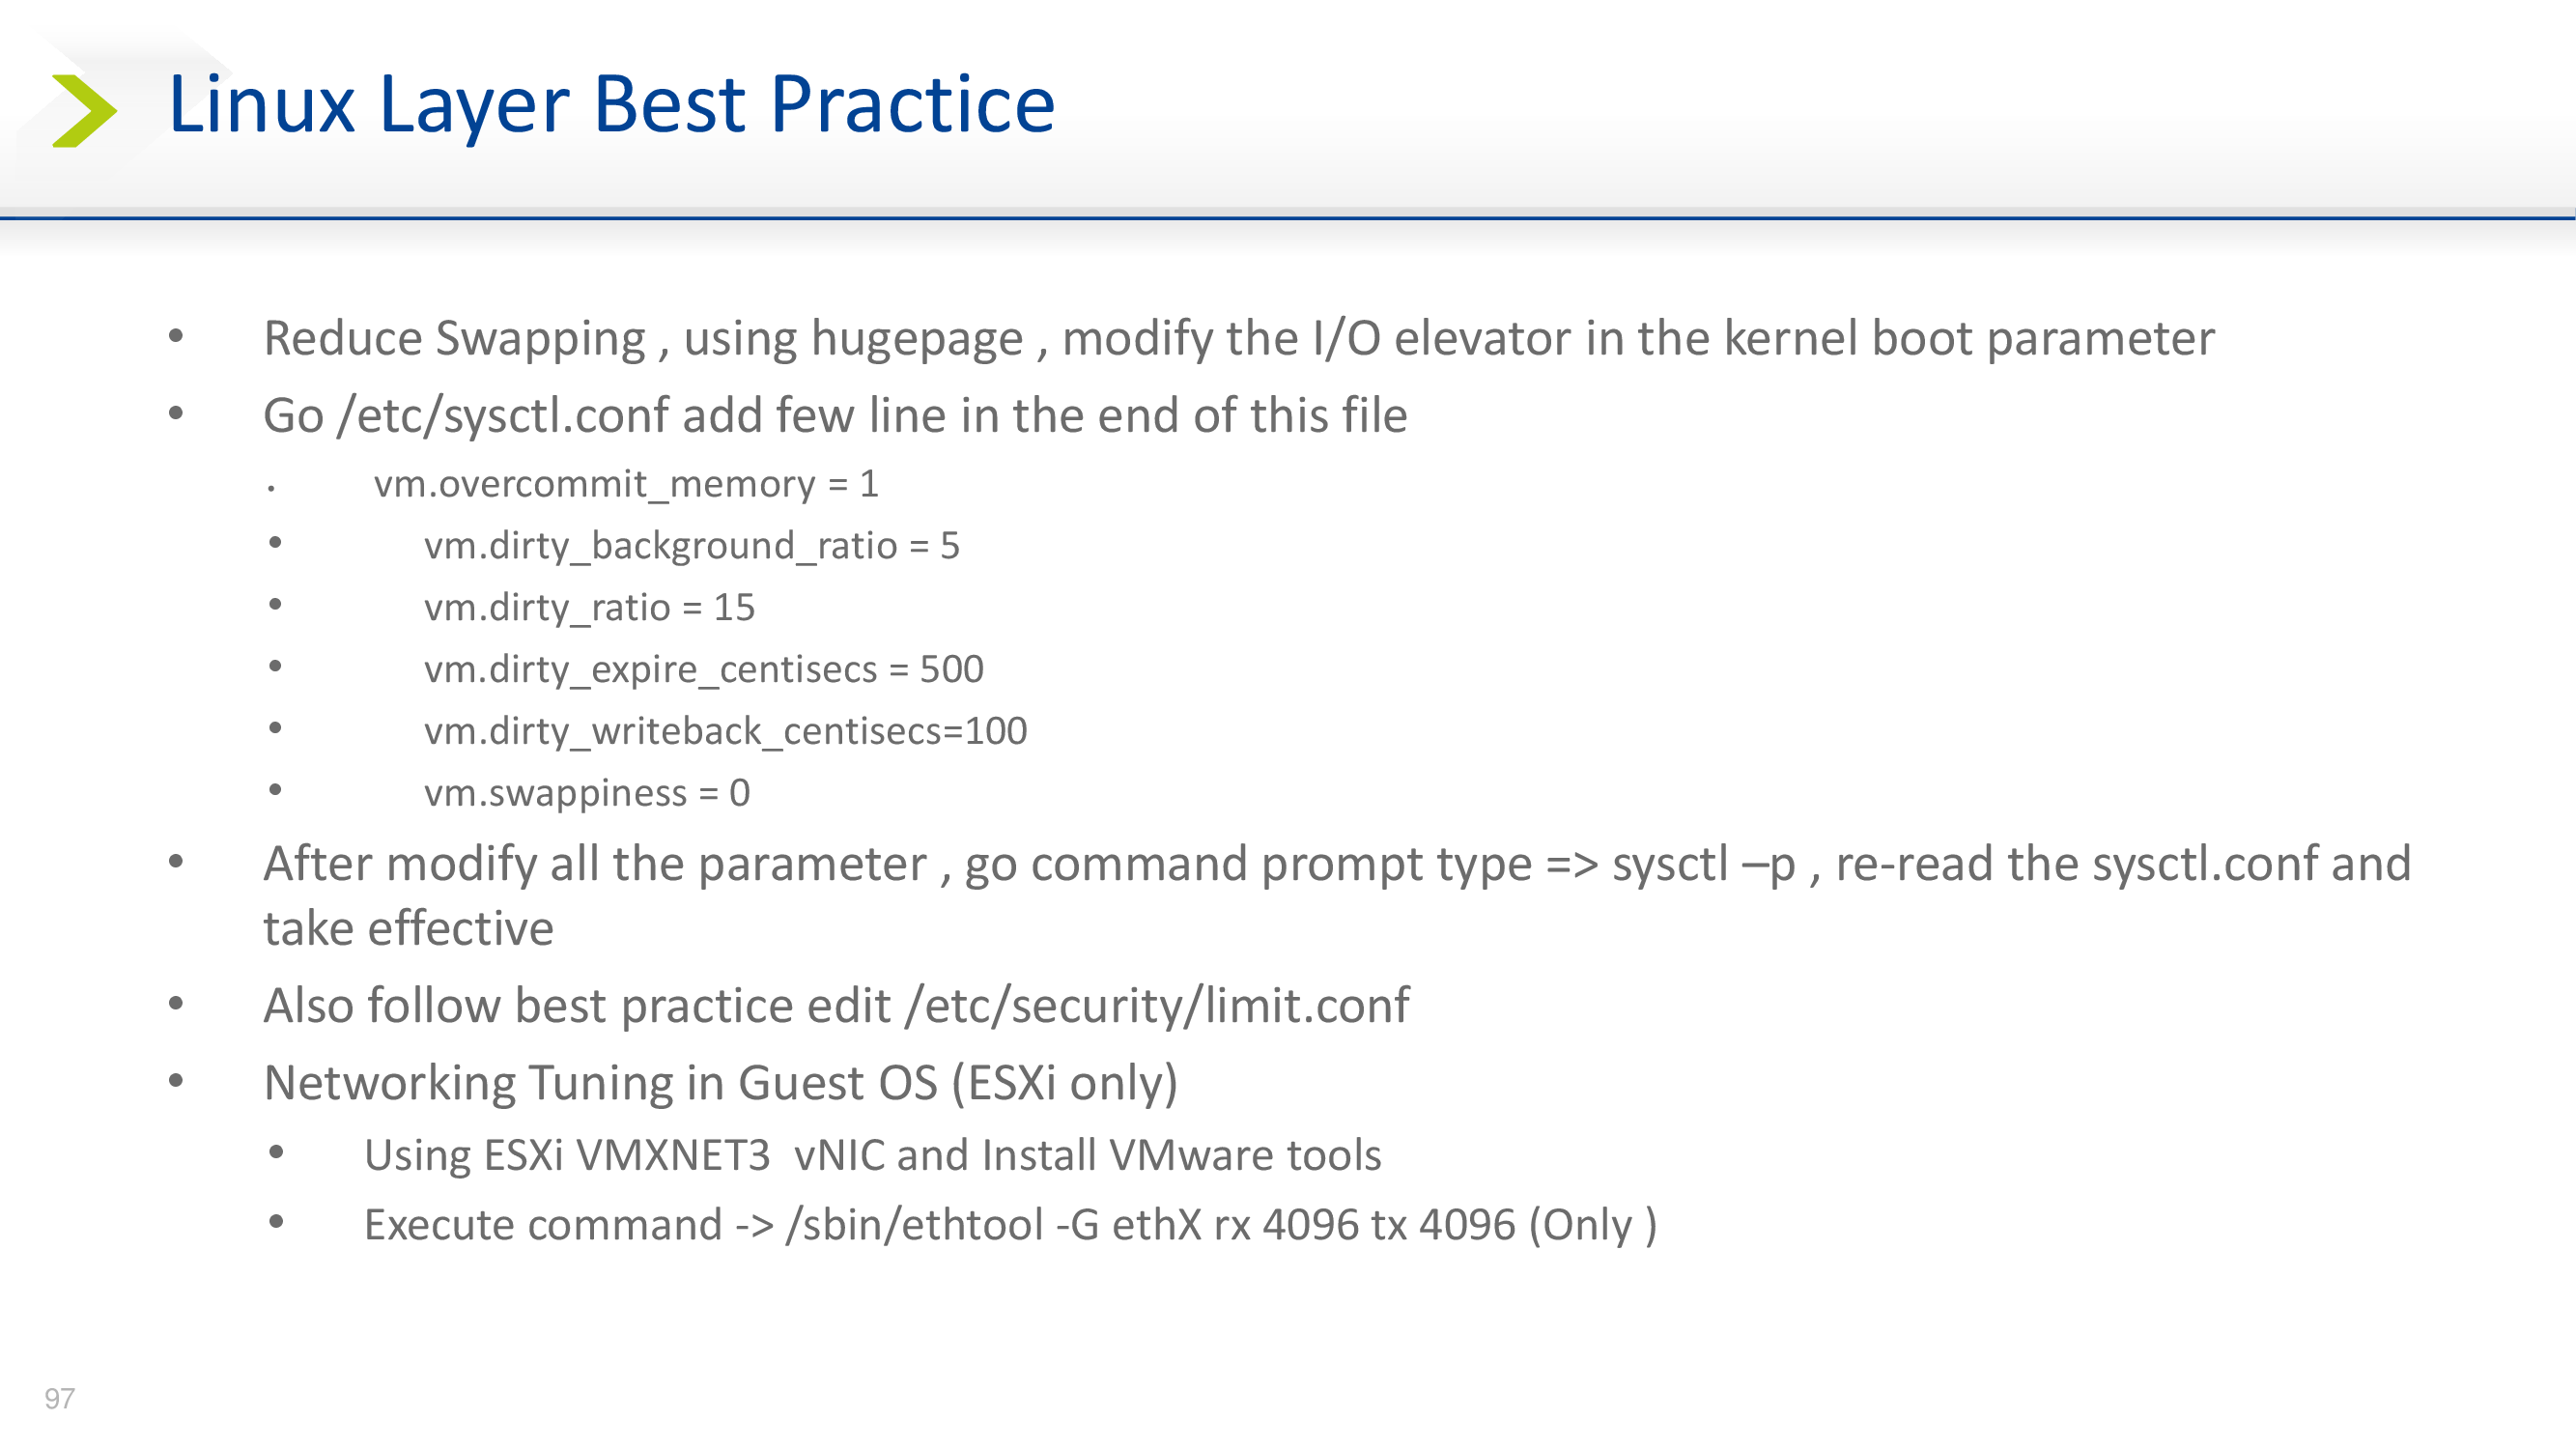 Linux Layer Best Practice
• Reduce Swapping , using hugepage , modify the I/O elevator in the kernel boot parameter
• Go /etc/sysctl.conf add few line in the end of this file
• vm.overcommit_memory = 1
• vm.dirty_background_ratio = 5
• vm.dirty_ratio = 15
• vm.dirty_expire_centisecs = 500
• vm.dirty_writeback_centisecs=100
• vm.swappiness = 0
• After modify all the parameter , go command prompt type => sysctl –p , re-read the sysctl.conf and
take effective
• Also follow best practice edit /etc/security/limit.conf
• Networking Tuning in Guest OS (ESXi only)
• Using ESXi VMXNET3  vNIC and Install VMware tools
• Execute command -> /sbin/ethtool -G ethX rx 4096 tx 4096 (Only )
97